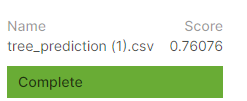 Name Score
tree_prediction (1).csv 0.76076
Complete